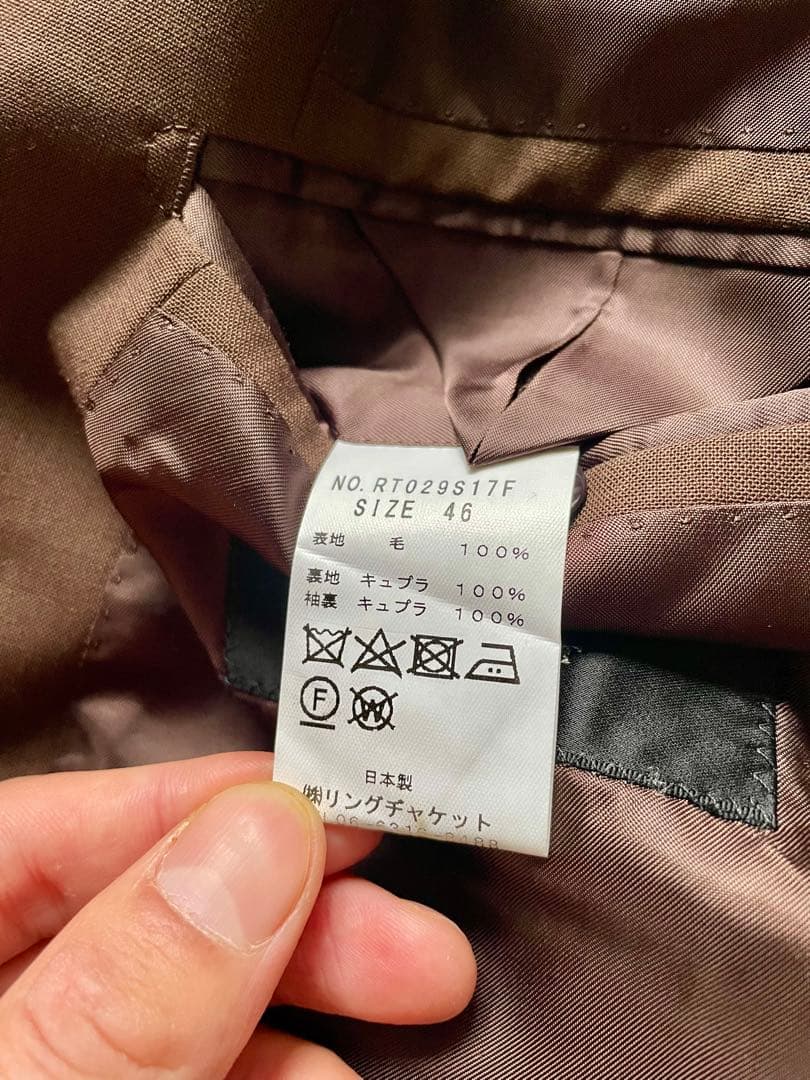 NO. RT029S17F
SIZE 46
表地 毛 100%
裏地 キュプラ 100%
袖裏 キュプラ 100%
F W
日本製
㈱リングヂャケット